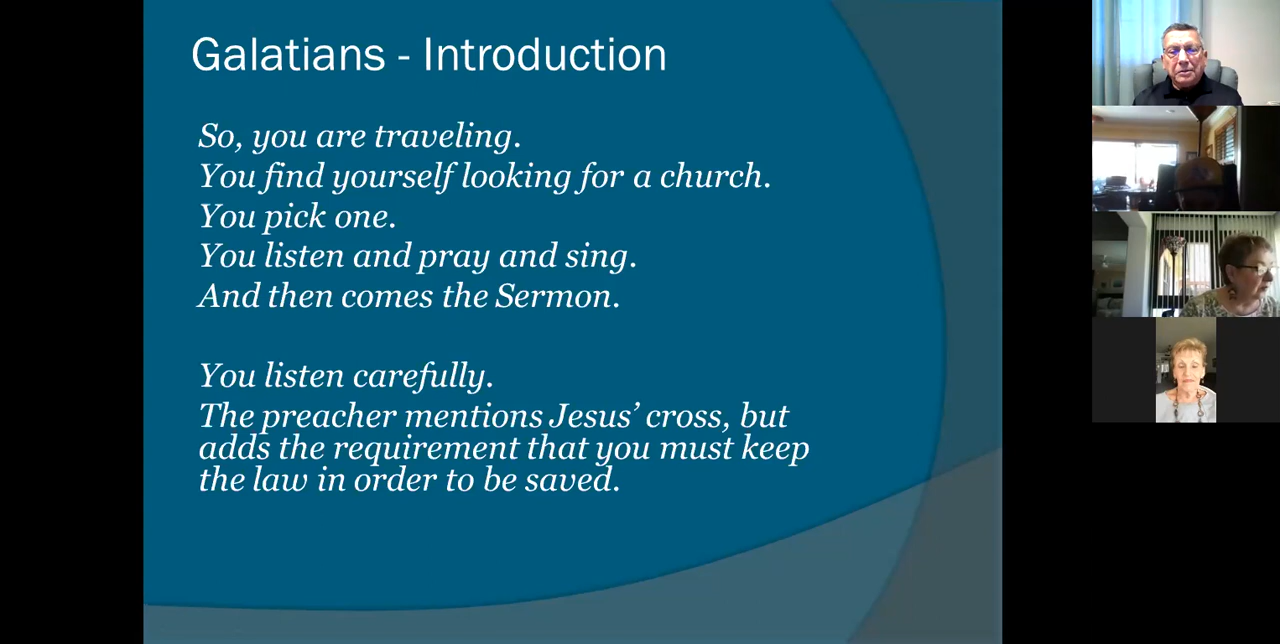 Galatians - Introduction
So, you are traveling.
You find yourself looking for a church.
You pick one.
You listen and pray and sing.
And then comes the Sermon.
You listen carefully.
The preacher mentions Jesus’ cross, but
adds the requirement that you must keep
the law in order to be saved.